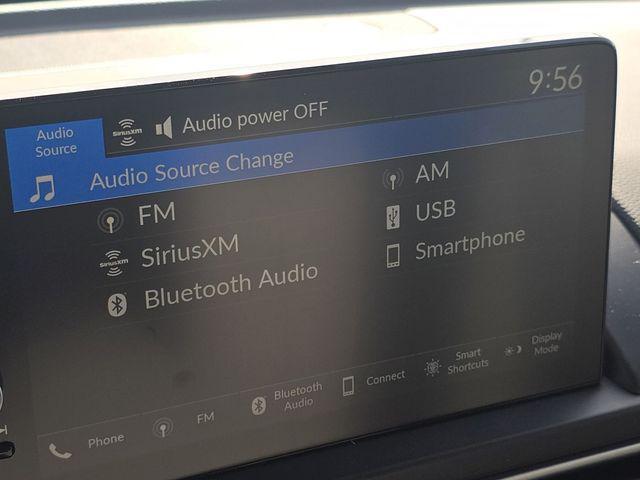 9:56
Audio
Source
SiriusXM
Audio power OFF
Audio Source Change
FM
AM
SiriusXM
SiriusXM
USB
Bluetooth Audio
Smartphone
Phone
FM
Bluetooth
Audio
Connect
Smart
Shortcuts
Display
Mode